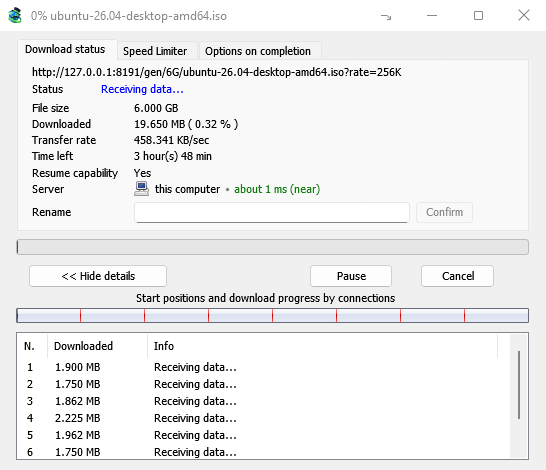 0% ubuntu-26.04-desktop-amd64.iso
Download status Speed Limiter Options on completion
http://127.0.0.1:8191/gen/6G/ubuntu-26.04-desktop-amd64.iso?rate=256K
Status Receiving data...
File size 6.000 GB
Downloaded 19.650 MB ( 0.32 % )
Transfer rate 458.341 KB/sec
Time left 3 hour(s) 48 min
Resume capability Yes
Server this computer • about 1 ms (near)
Rename Confirm
<< Hide details Pause Cancel
Start positions and download progress by connections
N. Downloaded Info
1 1.900 MB Receiving data...
2 1.750 MB Receiving data...
3 1.862 MB Receiving data...
4 2.225 MB Receiving data...
5 1.962 MB Receiving data...
6 1.750 MB Receiving data...